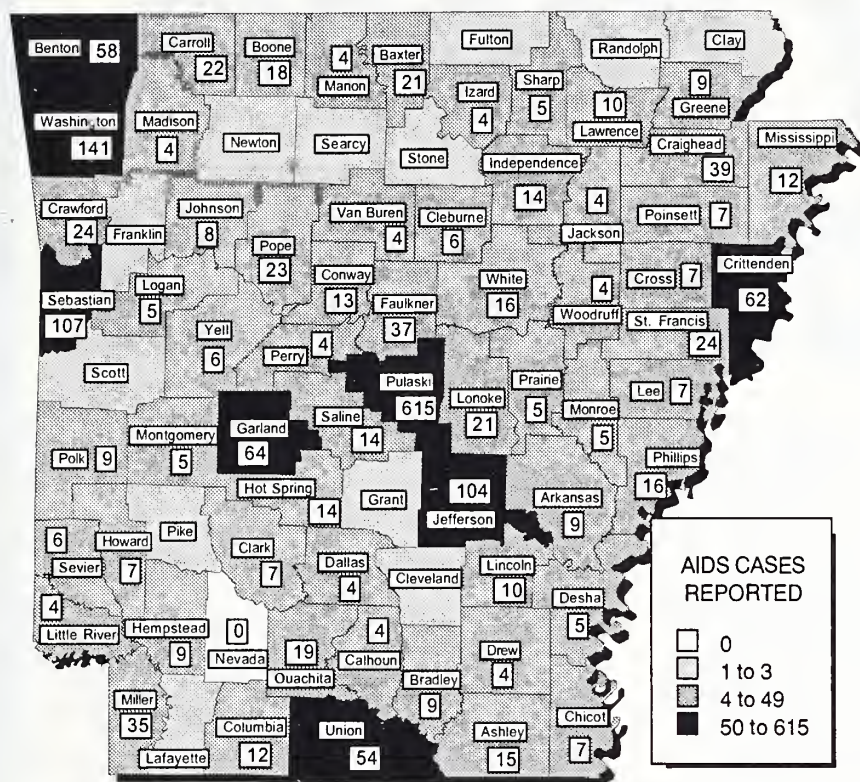 Benton 58
Carroll
22
Boone
18
4
Manon
Baxter
21
Fulton
Randolph
Clay
Izard
4
Sharp
5
10
Lawrence
9
Greene
Washington
141
Madison
4
Newton
Searcy
Stone
Independence
14
Craighead
39
Mississippi
12
Crawford
24
Franklin
Johnson
8
Pope
23
Van Buren
4
Cleburne
6
4
Jackson
Poinsett 7
Sebastian
107
Logan
5
Conway
13
Faulkner
37
White
16
4
Woodruff
Cross 7
Crittenden
62
St. Francis
24
Yell
6
Perry 4
Scott
Pulaski
615
Lonoke
21
Praine
5
Monroe
5
Lee 7
Garland
64
Saline
14
Montgomery
5
Polk 9
Phillips
16
Hot Spring
14
Grant
104
Jefferson
Arkansas
9
6
Sevier
Howard
7
Pike
Clark
7
Dallas
4
Cleveland
Lincoln
10
Desha
5
4
Little River
Hempstead
9
0
Nevada
19
Ouachita
4
Calhoun
Bradley
9
Drew
4
Miller
35
Lafayette
Columbia
12
Union
54
Ashley
15
Chicot
7
AIDS CASES
REPORTED
0
1 to 3
4 to 49
50 to 615